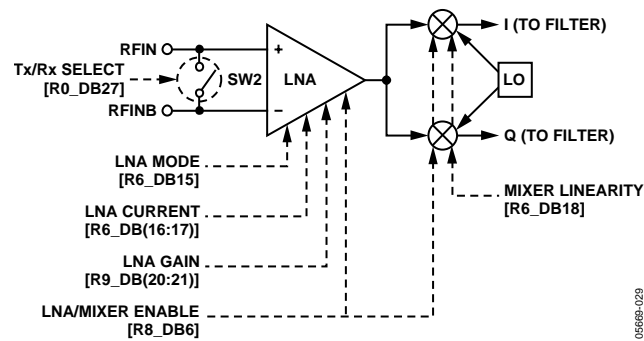 RFIN
I (TO FILTER)
Tx/Rx SELECT
[R0_DB27]
+
SW2
LNA
LO
RFINB
–
Q (TO FILTER)
LNA MODE
[R6_DB15]
MIXER LINEARITY
[R6_DB18]
LNA CURRENT
[R6_DB(16:17)]
LNA GAIN
[R9_DB(20:21)]
LNA/MIXER ENABLE
[R8_DB6]
05669-029